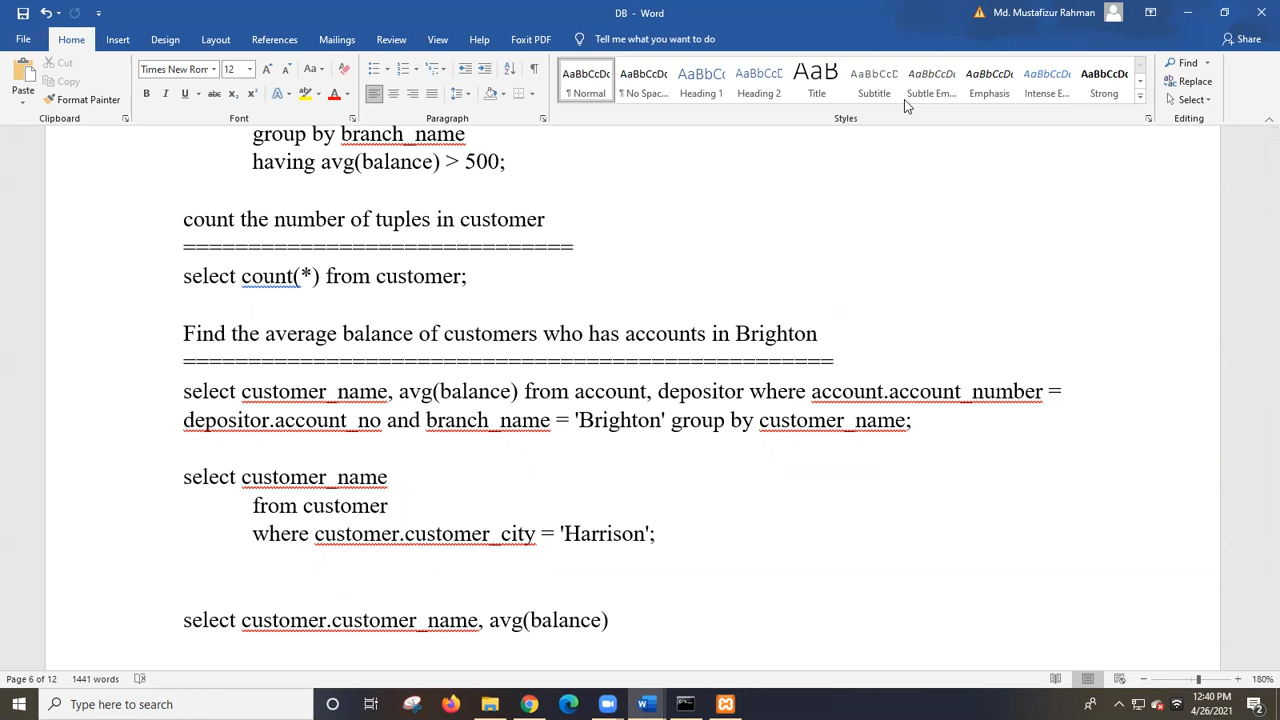 DB - Word
Md. Mustafizur Rahman
File Home Insert Design Layout References Mailings Review View Help Foxit PDF Tell me what you want to do Share
Paste
Cut
Copy
Format Painter
Clipboard
Times New Ror 12
Font
Paragraph
AaBbCcDc AaBbCcDc AaBbCc AaBbCcD AaB AaBbCcD AaBbCcDc AaBbCcDc AaBbCcDc AaBbCcDc
¶ Normal ¶ No Spac... Heading 1 Heading 2 Title Subtitle Subtle Em... Emphasis Intense E... Strong
Styles
Find
Replace
Select
Editing
group by branch_name
having avg(balance) > 500;
count the number of tuples in customer
==============================
select count(*) from customer;
Find the average balance of customers who has accounts in Brighton
==================================================
select customer_name, avg(balance) from account, depositor where account.account_number =
depositor.account_no and branch_name = 'Brighton' group by customer_name;
select customer_name
from customer
where customer.customer_city = 'Harrison';
select customer.customer_name, avg(balance)
Page 6 of 12 1441 words 180%
Type here to search
12:40 PM
4/26/2021
2